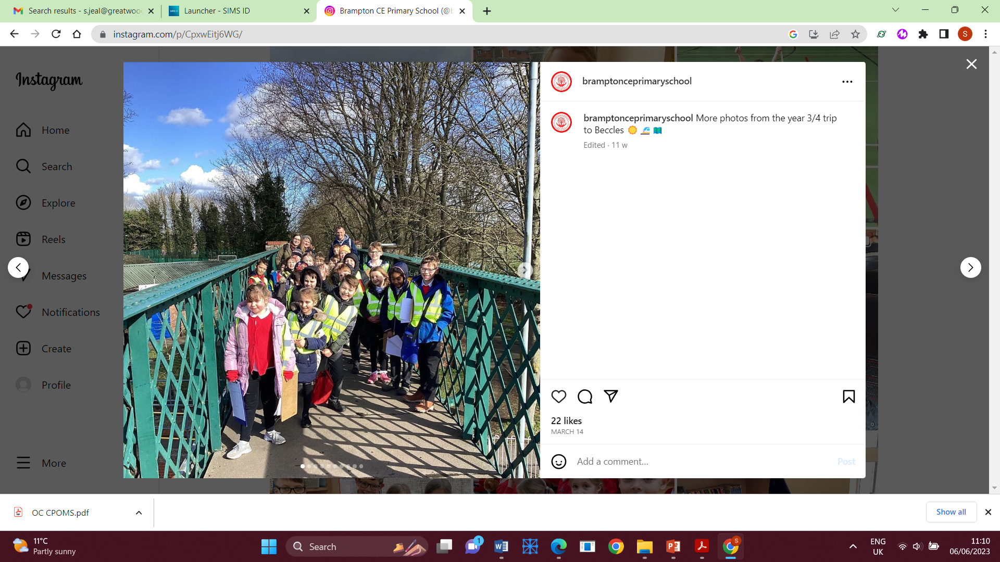 Search results - s.jeal@greatwoo
Launcher - SIMS ID
Brampton CE Primary School (@b
instagram.com/p/CpxwEitj6WG/
S
Instagram
Home
Search
Explore
Reels
Messages
Notifications
Create
Profile
More
bramptonceprimaryschool
bramptonceprimaryschool More photos from the year 3/4 trip
to Beccles
Edited · 11 w
22 likes
MARCH 14
Add a comment...
Post
OC CPOMS.pdf
Show all
11°C
Partly sunny
Search
1
S
ENG
UK
11:10
06/06/2023